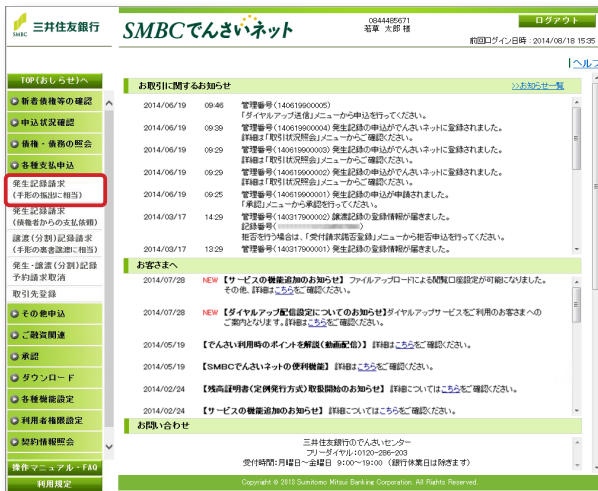 SMBC 三井住友銀行
SMBCでんさいネット
0844485671
若草 太郎 様
ログアウト
前回ログイン日時：2014/08/18 15:35
ヘルプ
TOP(おしらせ)へ
新着債権等の確認
申込状況確認
債権・債務の照会
各種支払申込
発生記録請求
(手形の振出に相当)
発生記録請求
(債権者からの支払依頼)
譲渡(分割)記録請求
(手形の裏書譲渡に相当)
発生・譲渡(分割)記録
予約請求取消
取引先登録
その他申込
ご融資関連
承認
ダウンロード
各種機能設定
利用者権限設定
契約情報照会
操作マニュアル・FAQ
利用規定
お取引に関するお知らせ
>>お知らせ一覧
2014/06/19 09:46 管理番号(140619900005)
「ダイヤルアップ送信」メニューから申込を行ってください。
2014/06/19 09:39 管理番号(140619900004) 発生記録の申込がでんさいネットに登録されました。
詳細は「取引状況照会」メニューからご確認ください。
2014/06/19 09:29 管理番号(140619900003) 発生記録の申込がでんさいネットに登録されました。
詳細は「取引状況照会」メニューからご確認ください。
2014/06/19 09:29 管理番号(140619900002) 発生記録の申込がでんさいネットに登録されました。
詳細は「取引状況照会」メニューからご確認ください。
2014/06/19 09:25 管理番号(140619900001) 発生記録の申込が申請されました。
「承認」メニューから承認を行ってください。
2014/03/17 14:29 管理番号(140317900002) 譲渡記録の登録情報が届きました。
記録番号( )
拒否を行う場合は、「受付請求諾否登録」メニューから拒否申込を行ってください。
2014/03/17 13:29 管理番号(140317900001) 発生記録の登録情報が届きました。
お客さまへ
2014/07/28 NEW 【サービスの機能追加のお知らせ】 ファイルアップロードによる閲覧口座設定が可能になりました。
その他、詳細はこちらをご確認ください。
2014/07/28 NEW 【ダイヤルアップ配信設定についてのお知らせ】ダイヤルアップサービスをご利用のお客さまへの
ご案内となります。詳細はこちらをご確認ください。
2014/05/19 【でんさい利用時のポイントを解説(動画配信)】 詳細はこちらをご確認ください。
2014/05/19 【SMBCでんさいネットの便利機能】 詳細はこちらをご確認ください。
2014/02/24 【残高証明書(定例発行方式)取扱開始のお知らせ】 詳細についてはこちらをご確認ください。
2014/02/24 【サービスの機能追加のお知らせ】 詳細についてはこちらをご確認ください。
お問い合わせ
三井住友銀行のでんさいセンター
フリーダイヤル：0120-286-203
受付時間：月曜日～金曜日 9:00～19:00 (銀行休業日は除きます)
Copyright © 2013 Sumitomo Mitsui Banking Corporation. All Rights Reserved.